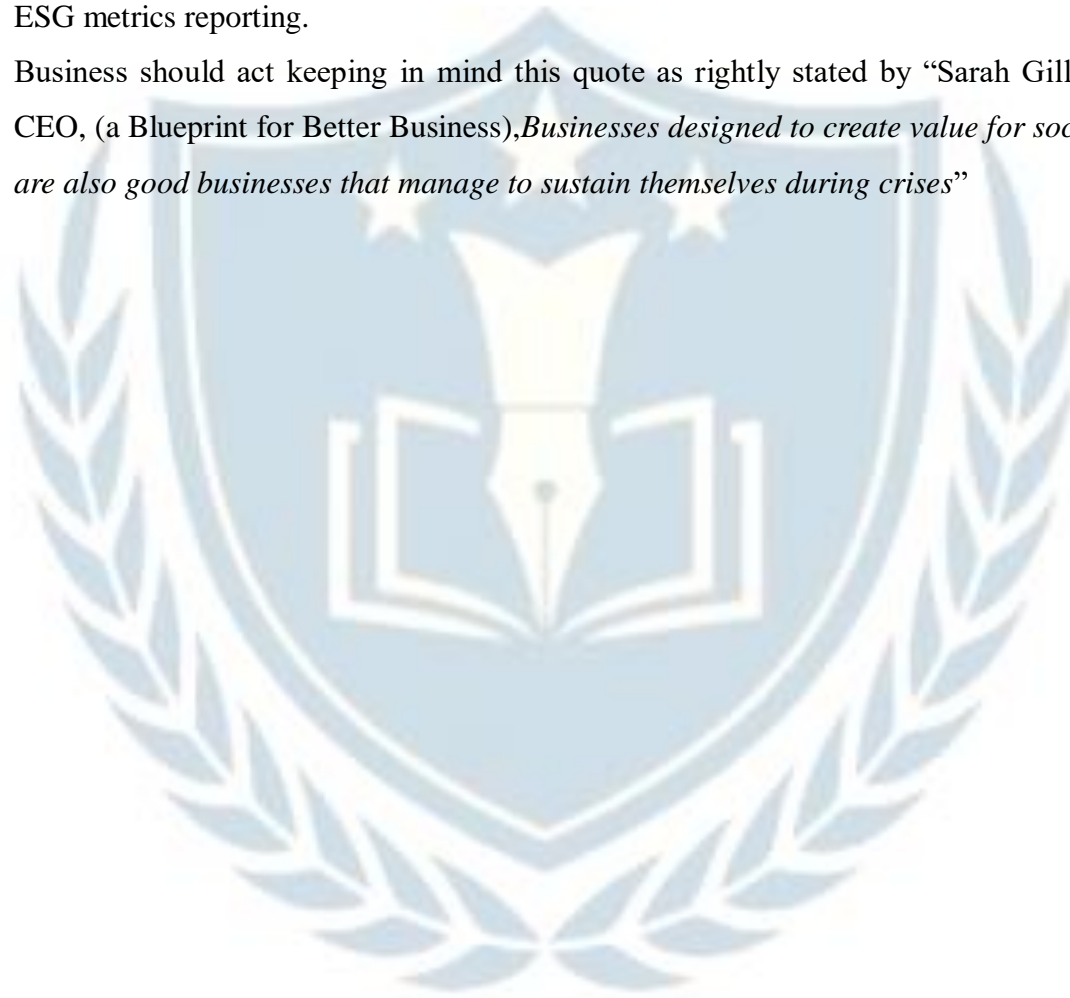 ESG metrics reporting.
Business should act keeping in mind this quote as rightly stated by “Sarah Gill
CEO, (a Blueprint for Better Business),Businesses designed to create value for soc
are also good businesses that manage to sustain themselves during crises”